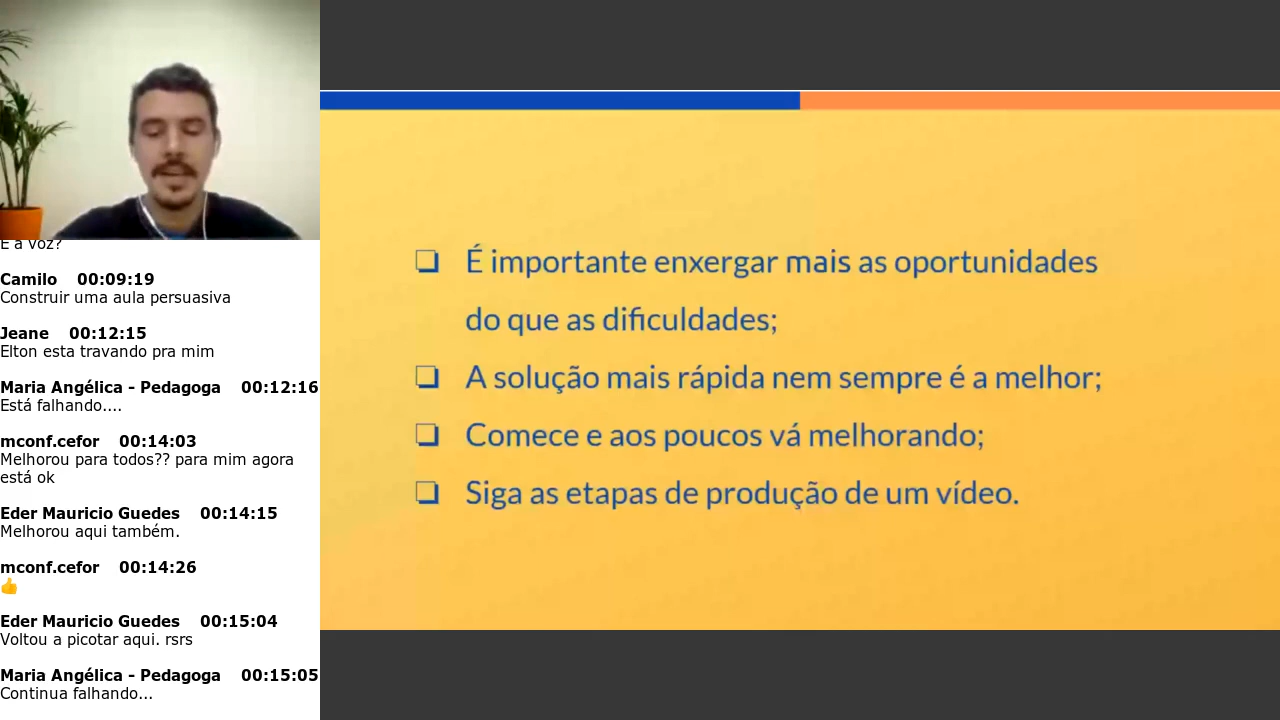 E a voz?
Camilo 00:09:19
Construir uma aula persuasiva
Jeane 00:12:15
Elton esta travando pra mim
Maria Angélica - Pedagoga 00:12:16
Está falhando....
mconf.cefor 00:14:03
Melhorou para todos?? para mim agora
está ok
Eder Mauricio Guedes 00:14:15
Melhorou aqui também.
mconf.cefor 00:14:26
👍
Eder Mauricio Guedes 00:15:04
Voltou a picotar aqui. rsrs
Maria Angélica - Pedagoga 00:15:05
Continua falhando...
❏ É importante enxergar mais as oportunidades
do que as dificuldades;
❏ A solução mais rápida nem sempre é a melhor;
❏ Comece e aos poucos vá melhorando;
❏ Siga as etapas de produção de um vídeo.